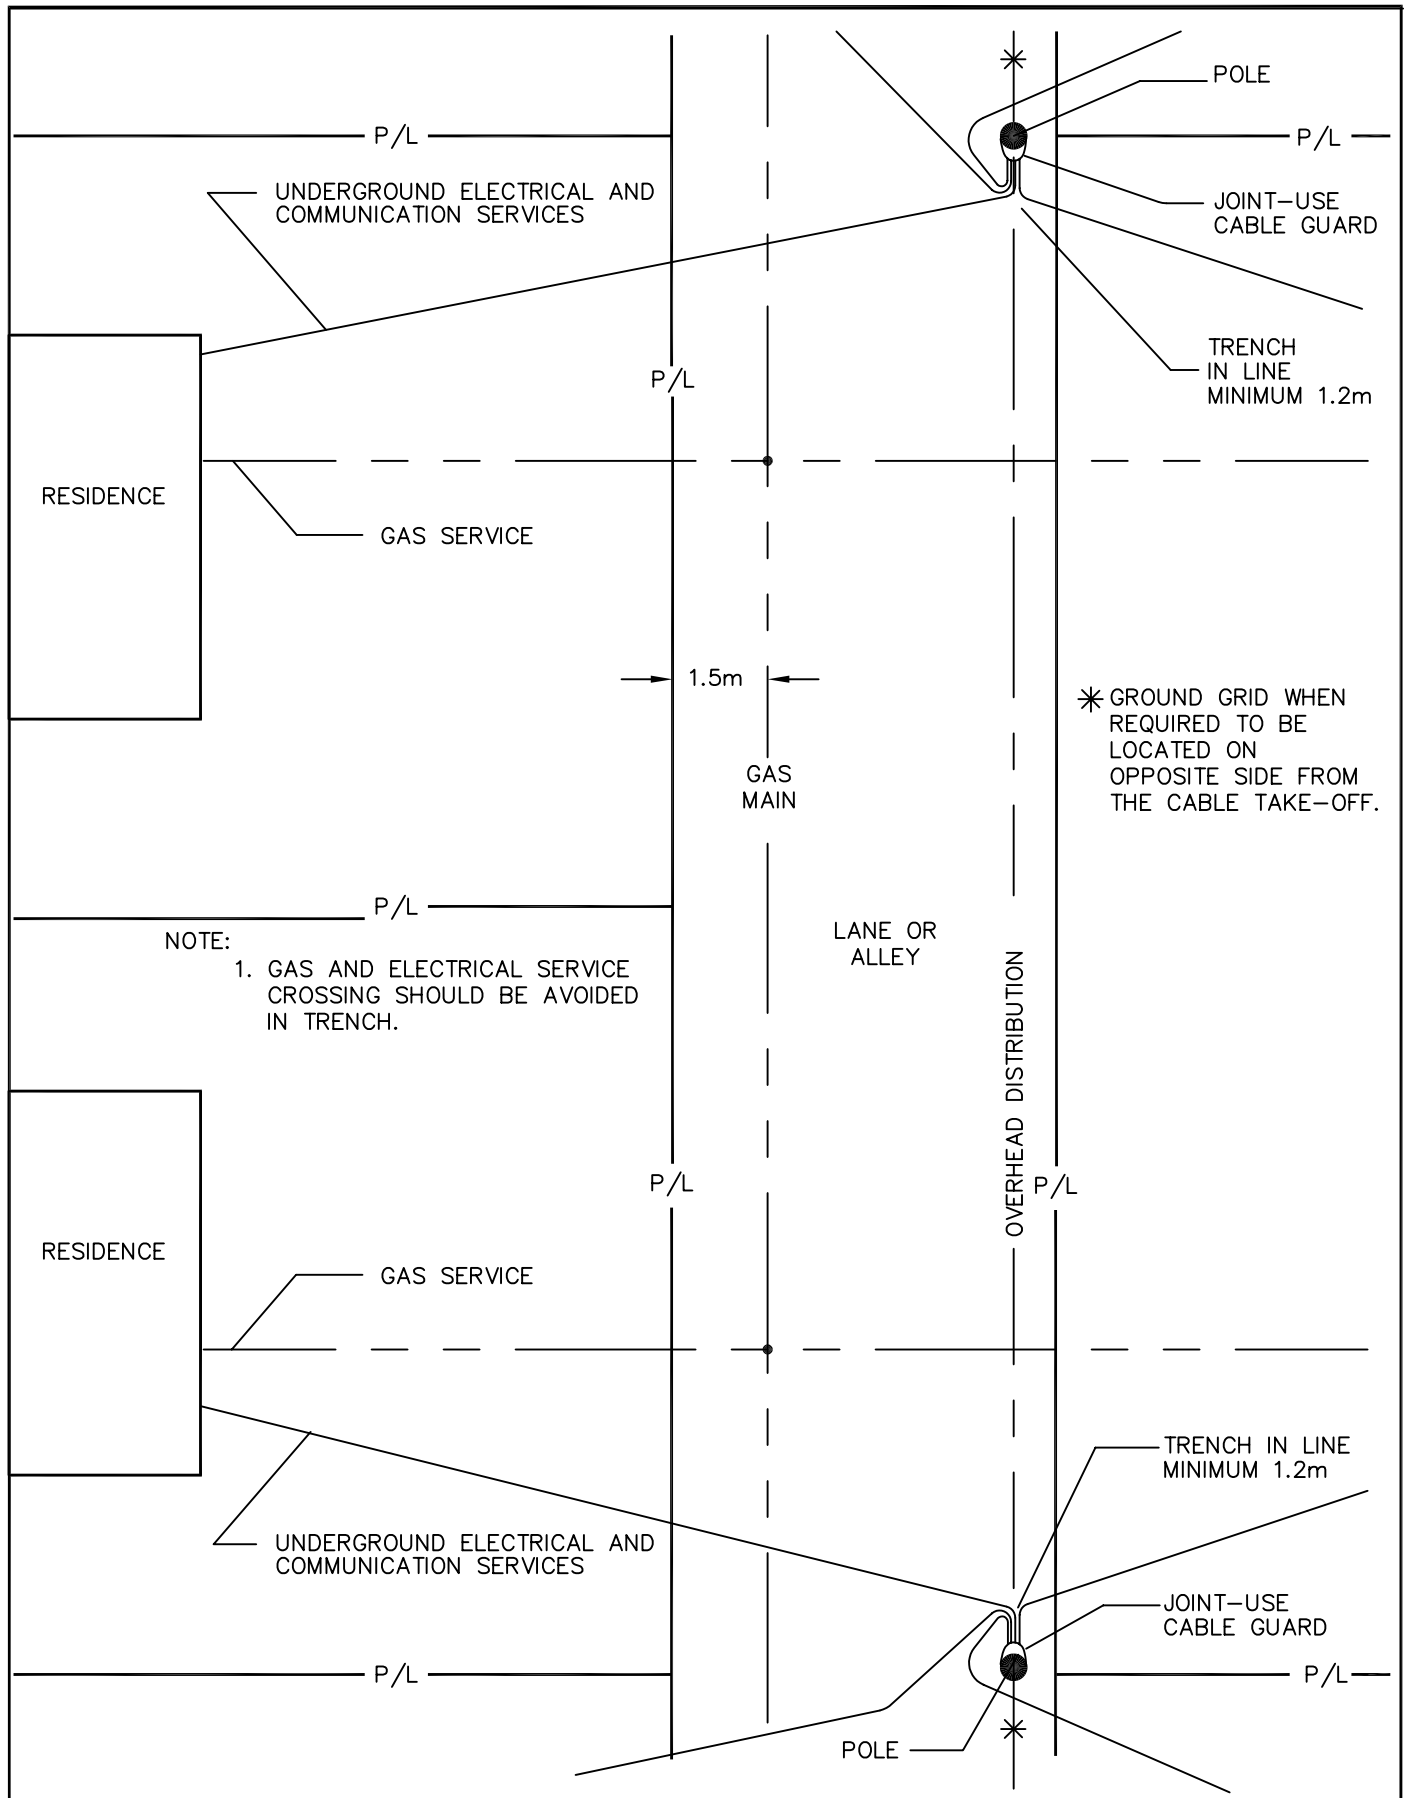 POLE
P/L
P/L
UNDERGROUND ELECTRICAL AND
COMMUNICATION SERVICES
JOINT-USE
CABLE GUARD
TRENCH
IN LINE
MINIMUM 1.2m
P/L
RESIDENCE
GAS SERVICE
1.5m
* GROUND GRID WHEN
REQUIRED TO BE
LOCATED ON
OPPOSITE SIDE FROM
THE CABLE TAKE-OFF.
GAS
MAIN
P/L
NOTE:
1. GAS AND ELECTRICAL SERVICE
CROSSING SHOULD BE AVOIDED
IN TRENCH.
LANE OR
ALLEY
OVERHEAD DISTRIBUTION
P/L
P/L
RESIDENCE
GAS SERVICE
TRENCH IN LINE
MINIMUM 1.2m
UNDERGROUND ELECTRICAL AND
COMMUNICATION SERVICES
JOINT-USE
CABLE GUARD
P/L
P/L
POLE